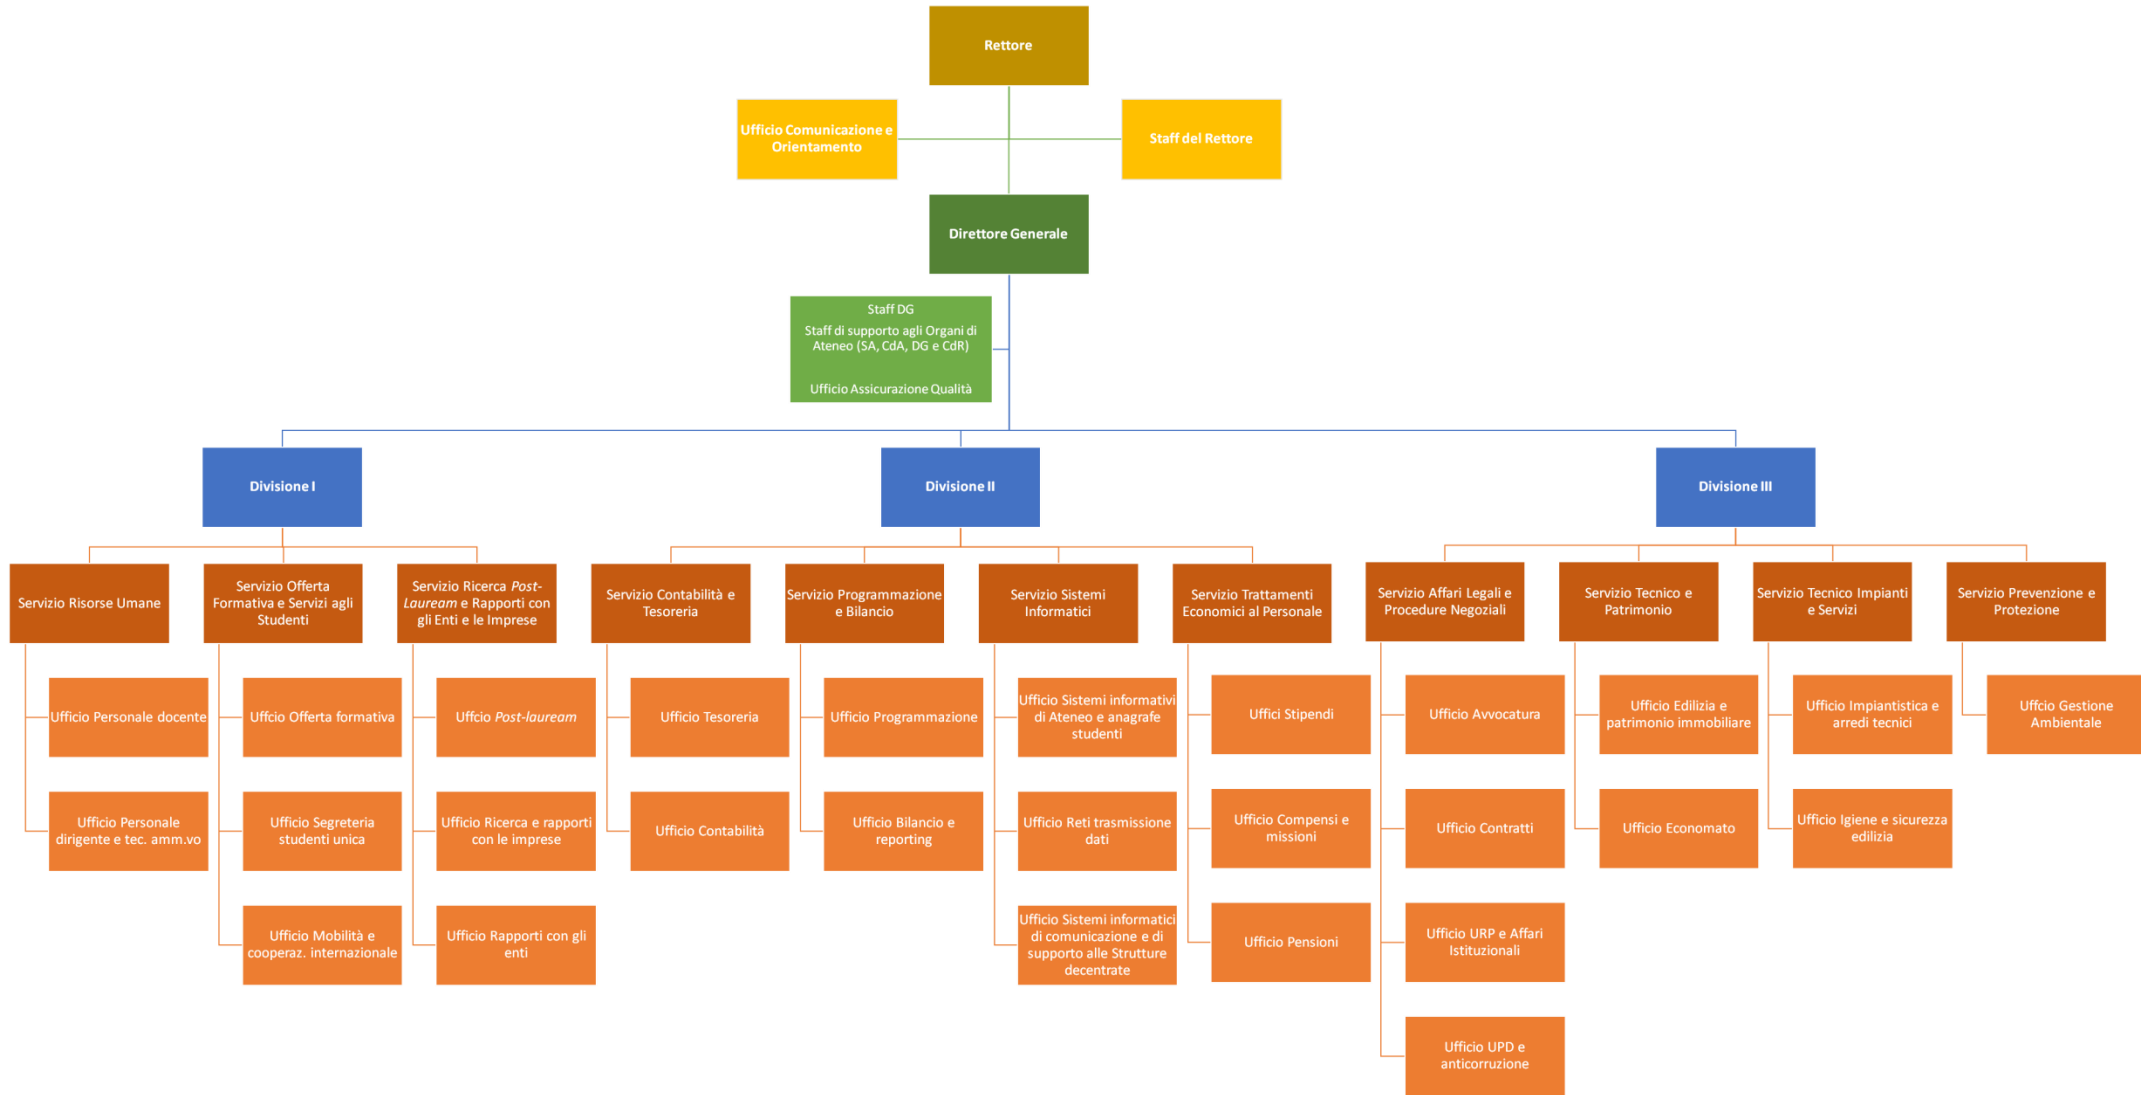 Rettore
Ufficio Comunicazione e
Orientamento
Staff del Rettore
Direttore Generale
Staff DG
Staff di supporto agli Organi di
Ateneo (SA, CdA, DG e CdR)
Ufficio Assicurazione Qualità
Divisione I
Divisione II
Divisione III
Servizio Risorse Umane
Servizio Offerta
Formativa e Servizi agli
Studenti
Servizio Ricerca Post-
Lauream e Rapporti con
gli Enti e le Imprese
Servizio Contabilità e
Tesoreria
Servizio Programmazione
e Bilancio
Servizio Sistemi
Informatici
Servizio Trattamenti
Economici al Personale
Servizio Affari Legali e
Procedure Negoziali
Servizio Tecnico e
Patrimonio
Servizio Tecnico Impianti
e Servizi
Servizio Prevenzione e
Protezione
Ufficio Personale docente
Uffcio Offerta formativa
Uffcio Post-lauream
Ufficio Tesoreria
Ufficio Programmazione
Ufficio Sistemi informativi
di Ateneo e anagrafe
studenti
Uffici Stipendi
Ufficio Avvocatura
Ufficio Edilizia e
patrimonio immobiliare
Ufficio Impiantistica e
arredi tecnici
Uffcio Gestione
Ambientale
Ufficio Personale
dirigente e tec. amm.vo
Ufficio Segreteria
studenti unica
Ufficio Ricerca e rapporti
con le imprese
Ufficio Contabilità
Ufficio Bilancio e
reporting
Ufficio Reti trasmissione
dati
Ufficio Compensi e
missioni
Ufficio Contratti
Ufficio Economato
Ufficio Igiene e sicurezza
edilizia
Ufficio Mobilità e
cooperaz. internazionale
Ufficio Rapporti con gli
enti
Ufficio Sistemi informatici
di comunicazione e di
supporto alle Strutture
decentrate
Ufficio Pensioni
Ufficio URP e Affari
Istituzionali
Ufficio UPD e
anticorruzione